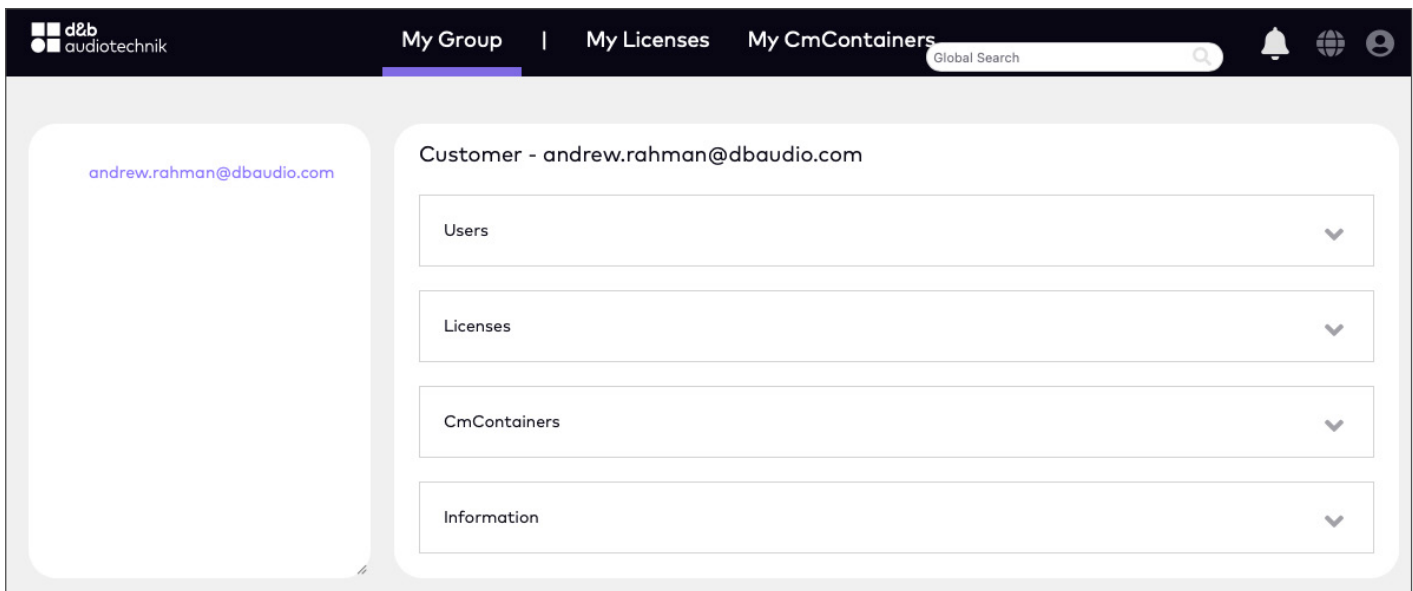 d&b
audiotechnik
My Group | My Licenses My CmContainers
Global Search
andrew.rahman@dbaudio.com
Customer - andrew.rahman@dbaudio.com
Users
Licenses
CmContainers
Information